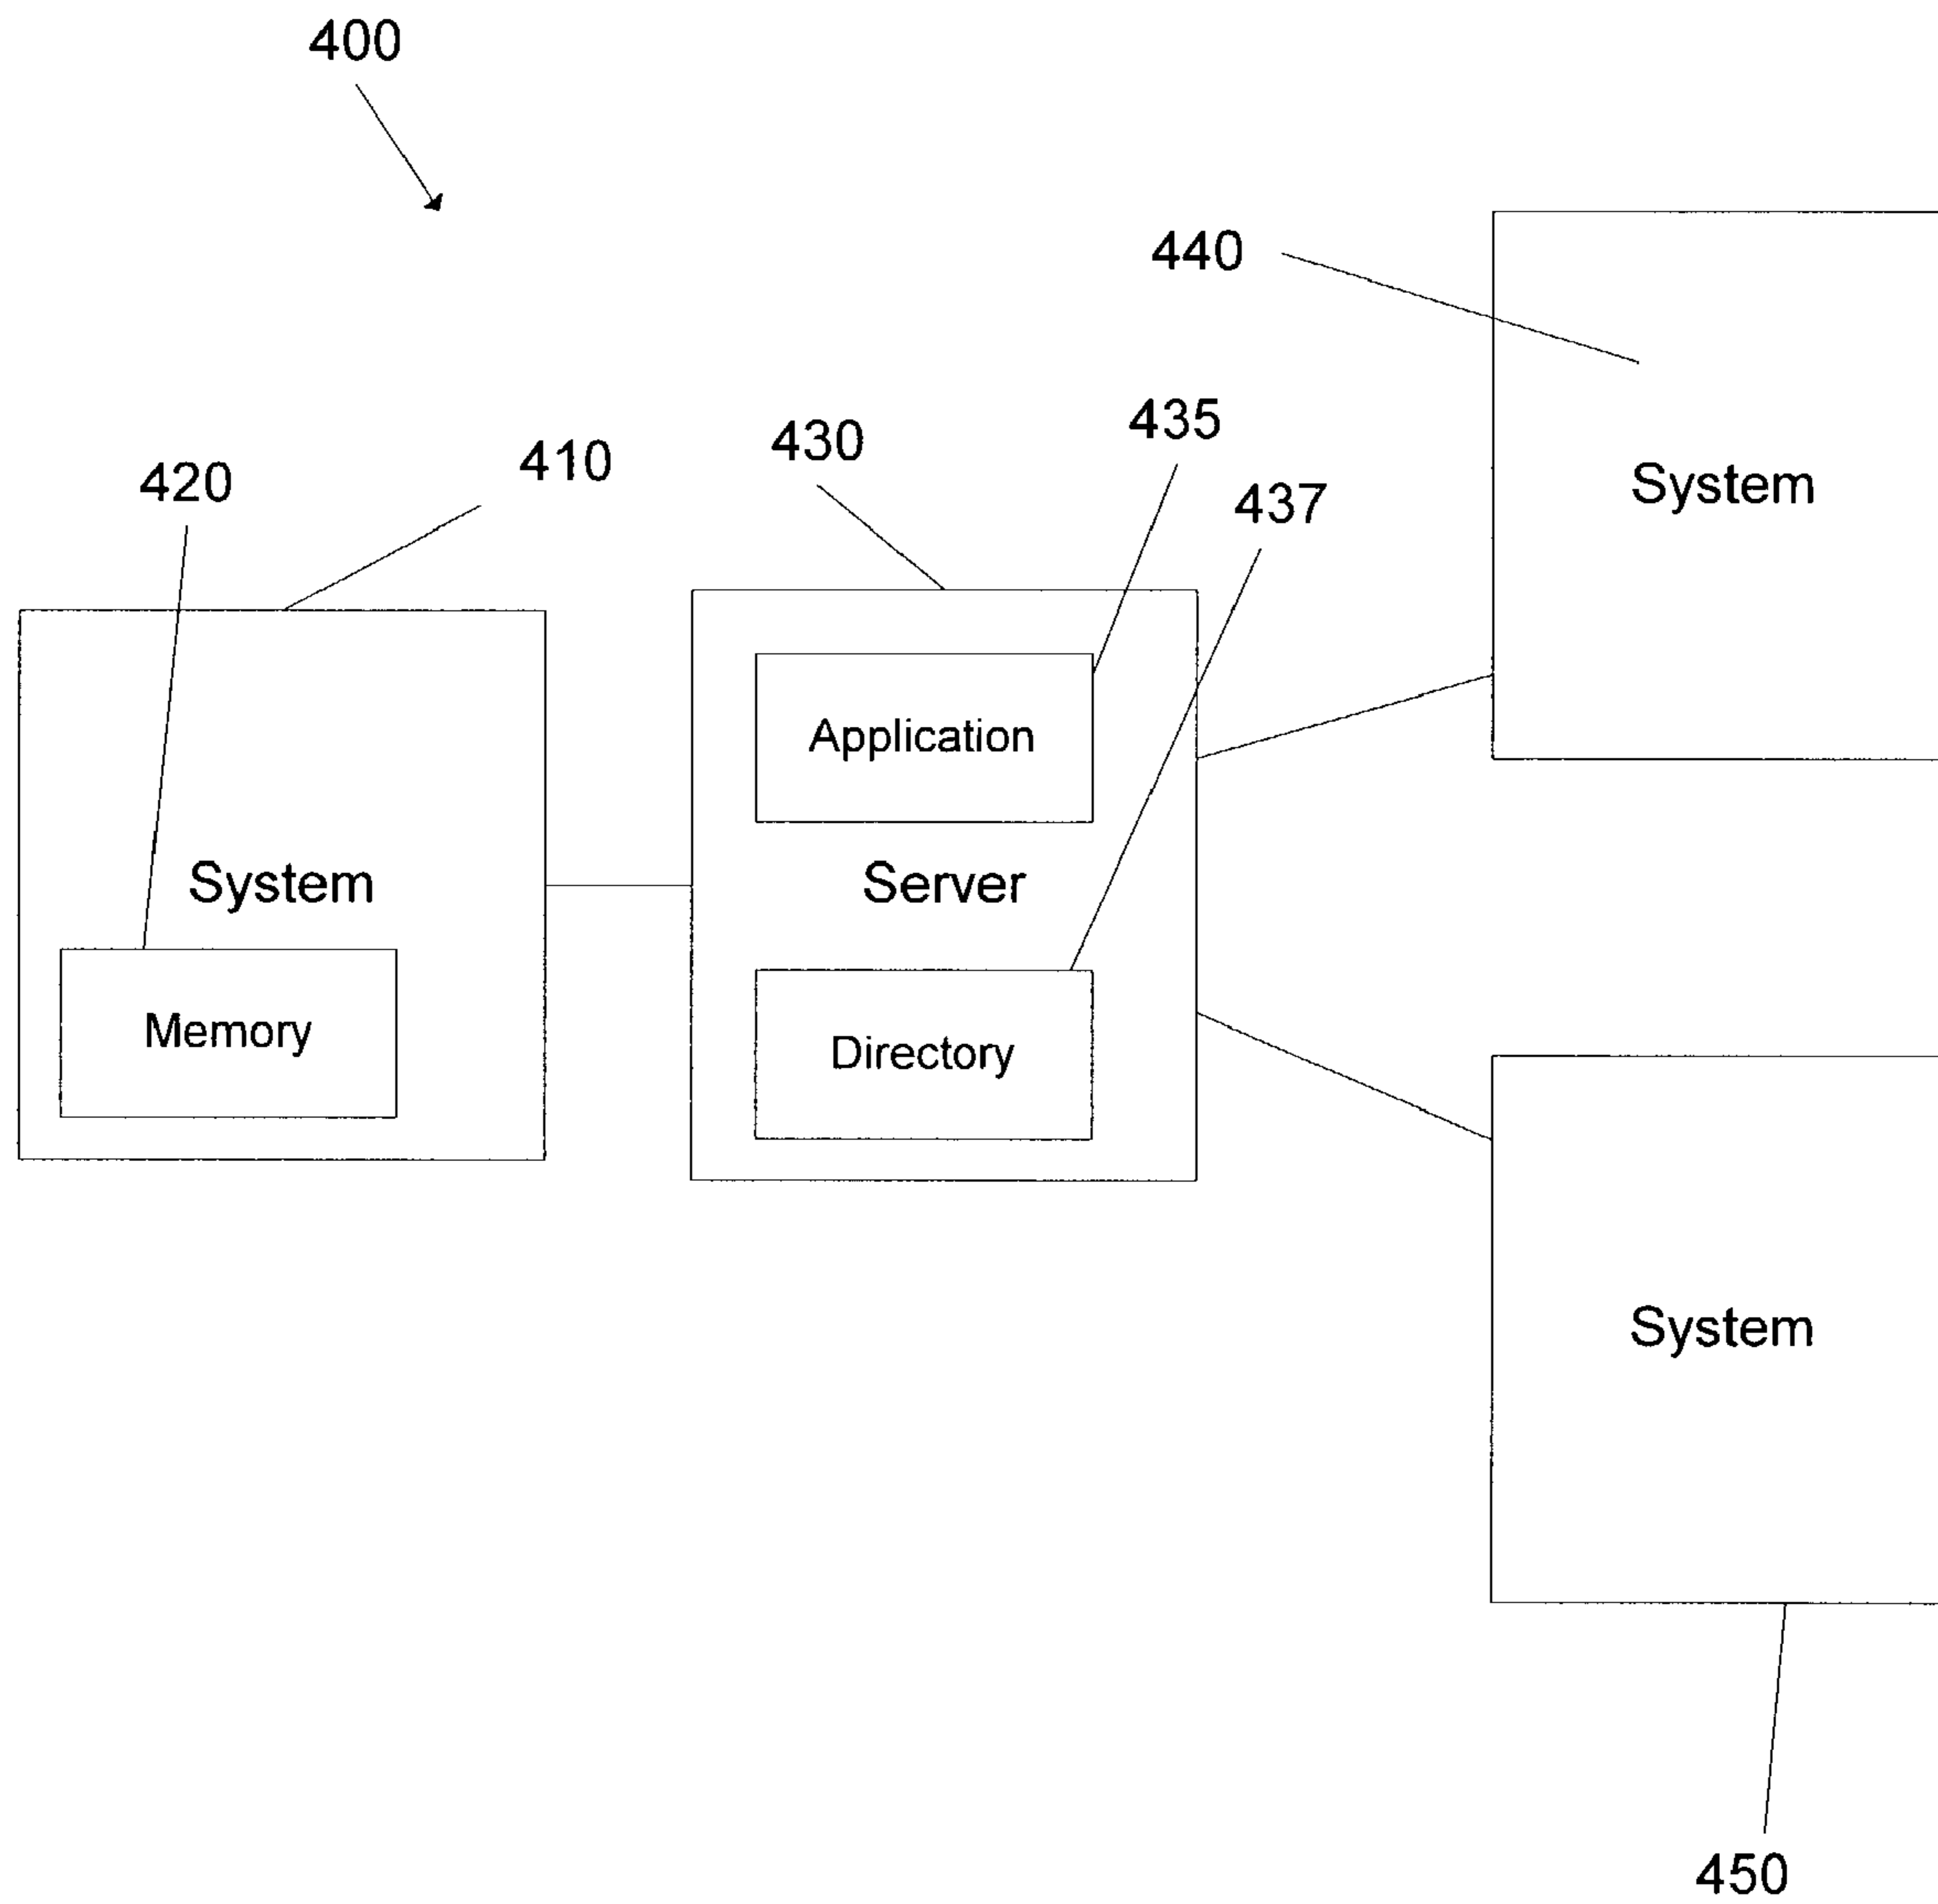 400
440
435
430
410
420
437
System
Application
System
Server
Memory
Directory
System
450